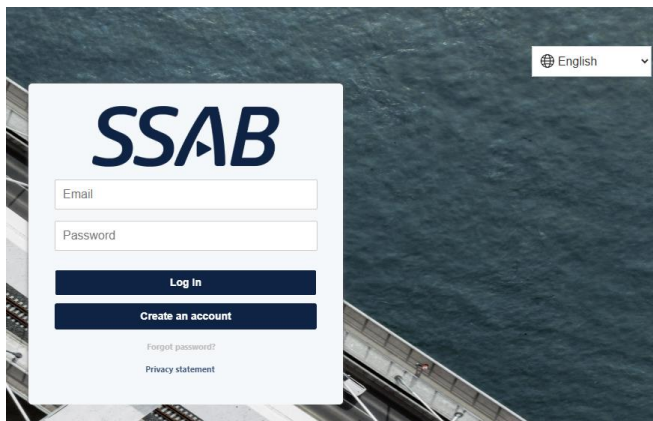 English
SSAB
Email
Password
Log In
Create an account
Forgot password?
Privacy statement